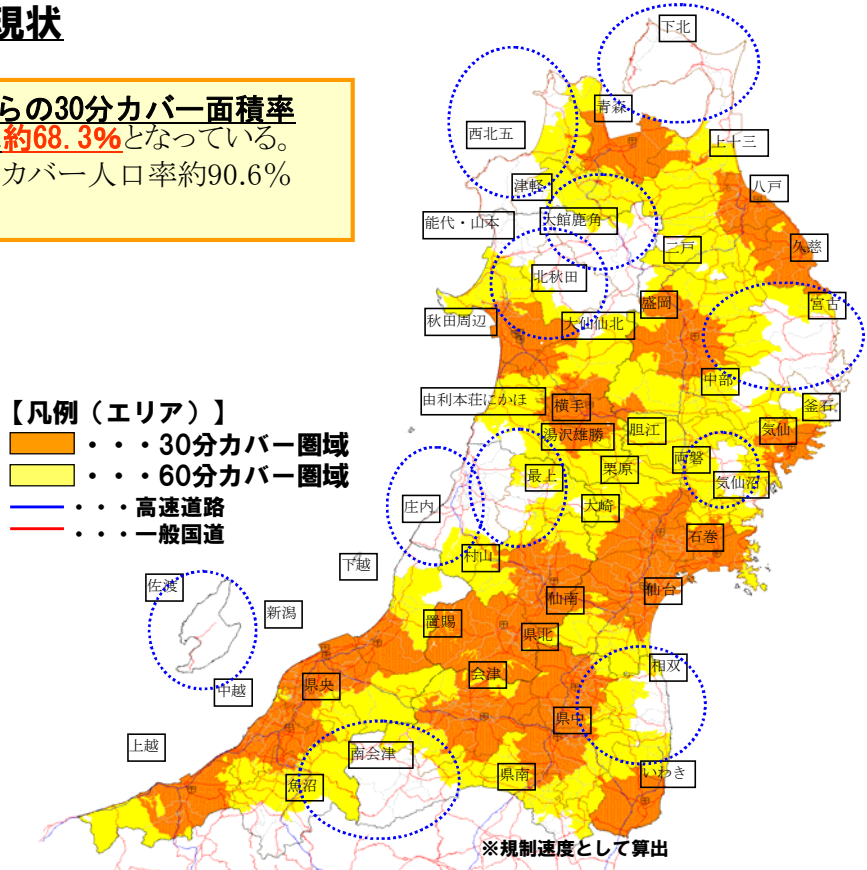 現状
らの30分カバー面積率
約68.3%となっている。
カバー人口率約90.6%
下北
青森
西北五
上十三
津軽
八戸
能代・山本
大館鹿角
二戸
久慈
北秋田
盛岡
宮古
秋田周辺
大仙仙北
中部
由利本荘にかほ
横手
釜石
【凡例（エリア）】
・・・30分カバー圏域
・・・60分カバー圏域
・・・高速道路
・・・一般国道
湯沢雄勝
胆江
気仙
両磐
最上
栗原
気仙沼
庄内
大崎
石巻
村山
下越
佐渡
仙南
仙台
新潟
置賜
県北
相双
会津
中越
県央
県中
上越
南会津
魚沼
県南
いわき
※規制速度として算出